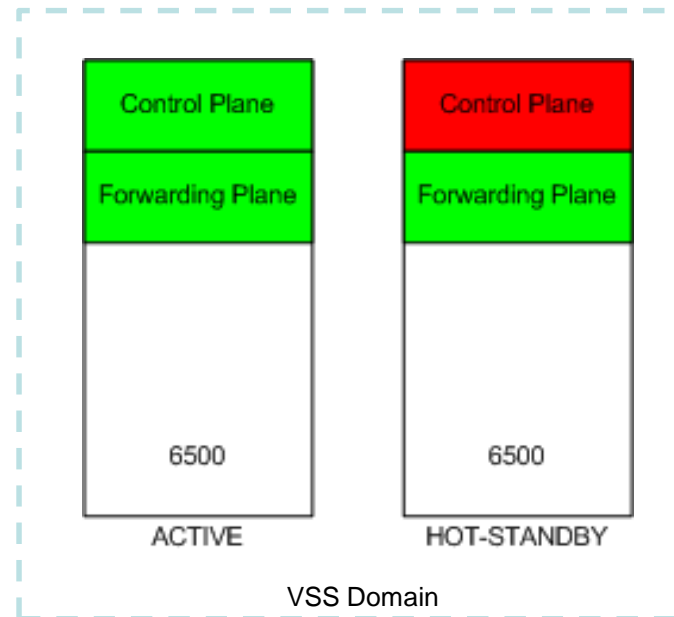 Control Plane
Control Plane
Forwarding Plane
Forwarding Plane
6500
6500
ACTIVE
HOT-STANDBY
VSS Domain